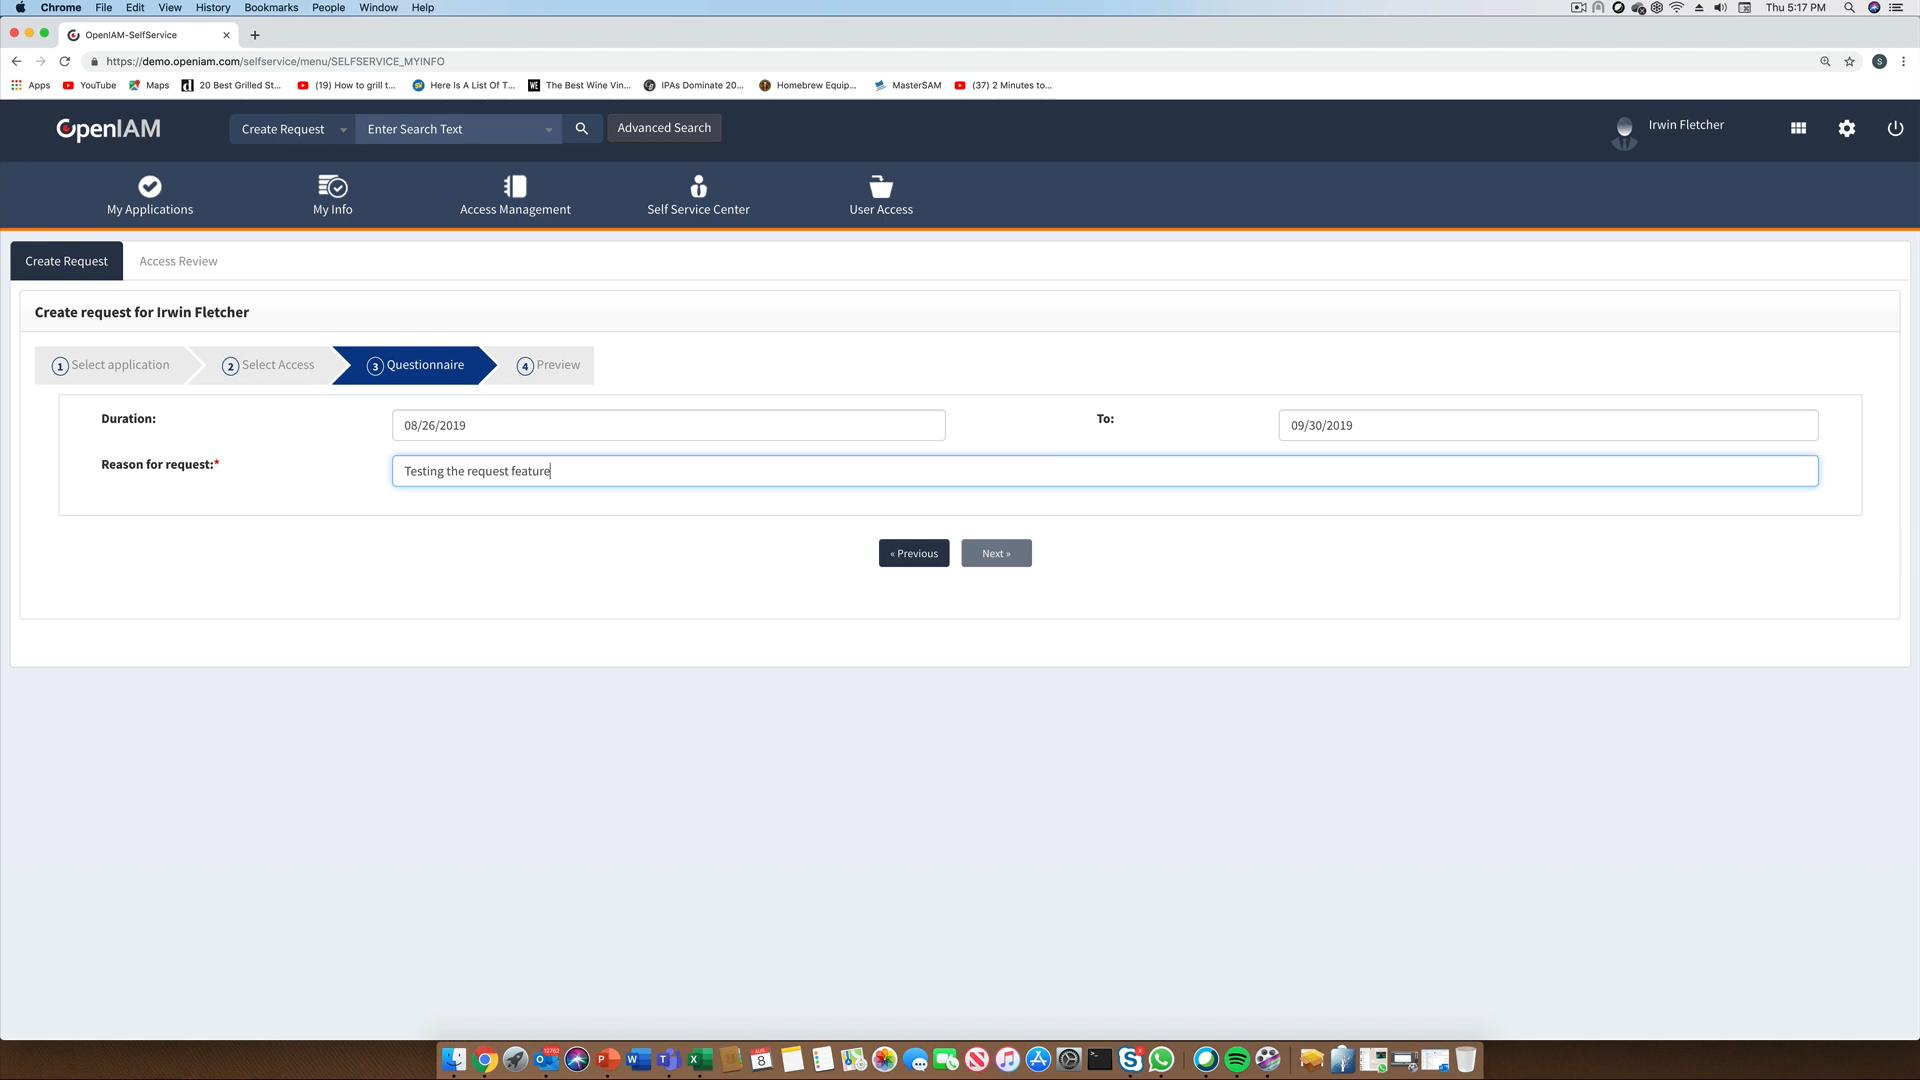 Chrome File Edit View History Bookmarks People Window Help Thu 5:17 PM
OpenIAM-SelfService
https://demo.openiam.com/selfservice/menu/SELFSERVICE_MYINFO S
Apps YouTube Maps 20 Best Grilled St... (19) How to grill t... Here Is A List Of T... The Best Wine Vin... IPAs Dominate 20... Homebrew Equip... MasterSAM (37) 2 Minutes to...
OpenIAM Create Request Enter Search Text Advanced Search Irwin Fletcher
My Applications My Info Access Management Self Service Center User Access
Create Request Access Review
Create request for Irwin Fletcher
1 Select application 2 Select Access 3 Questionnaire 4 Preview
Duration: 08/26/2019 To: 09/30/2019
Reason for request:* Testing the request feature
« Previous Next »
12762
AUG
8